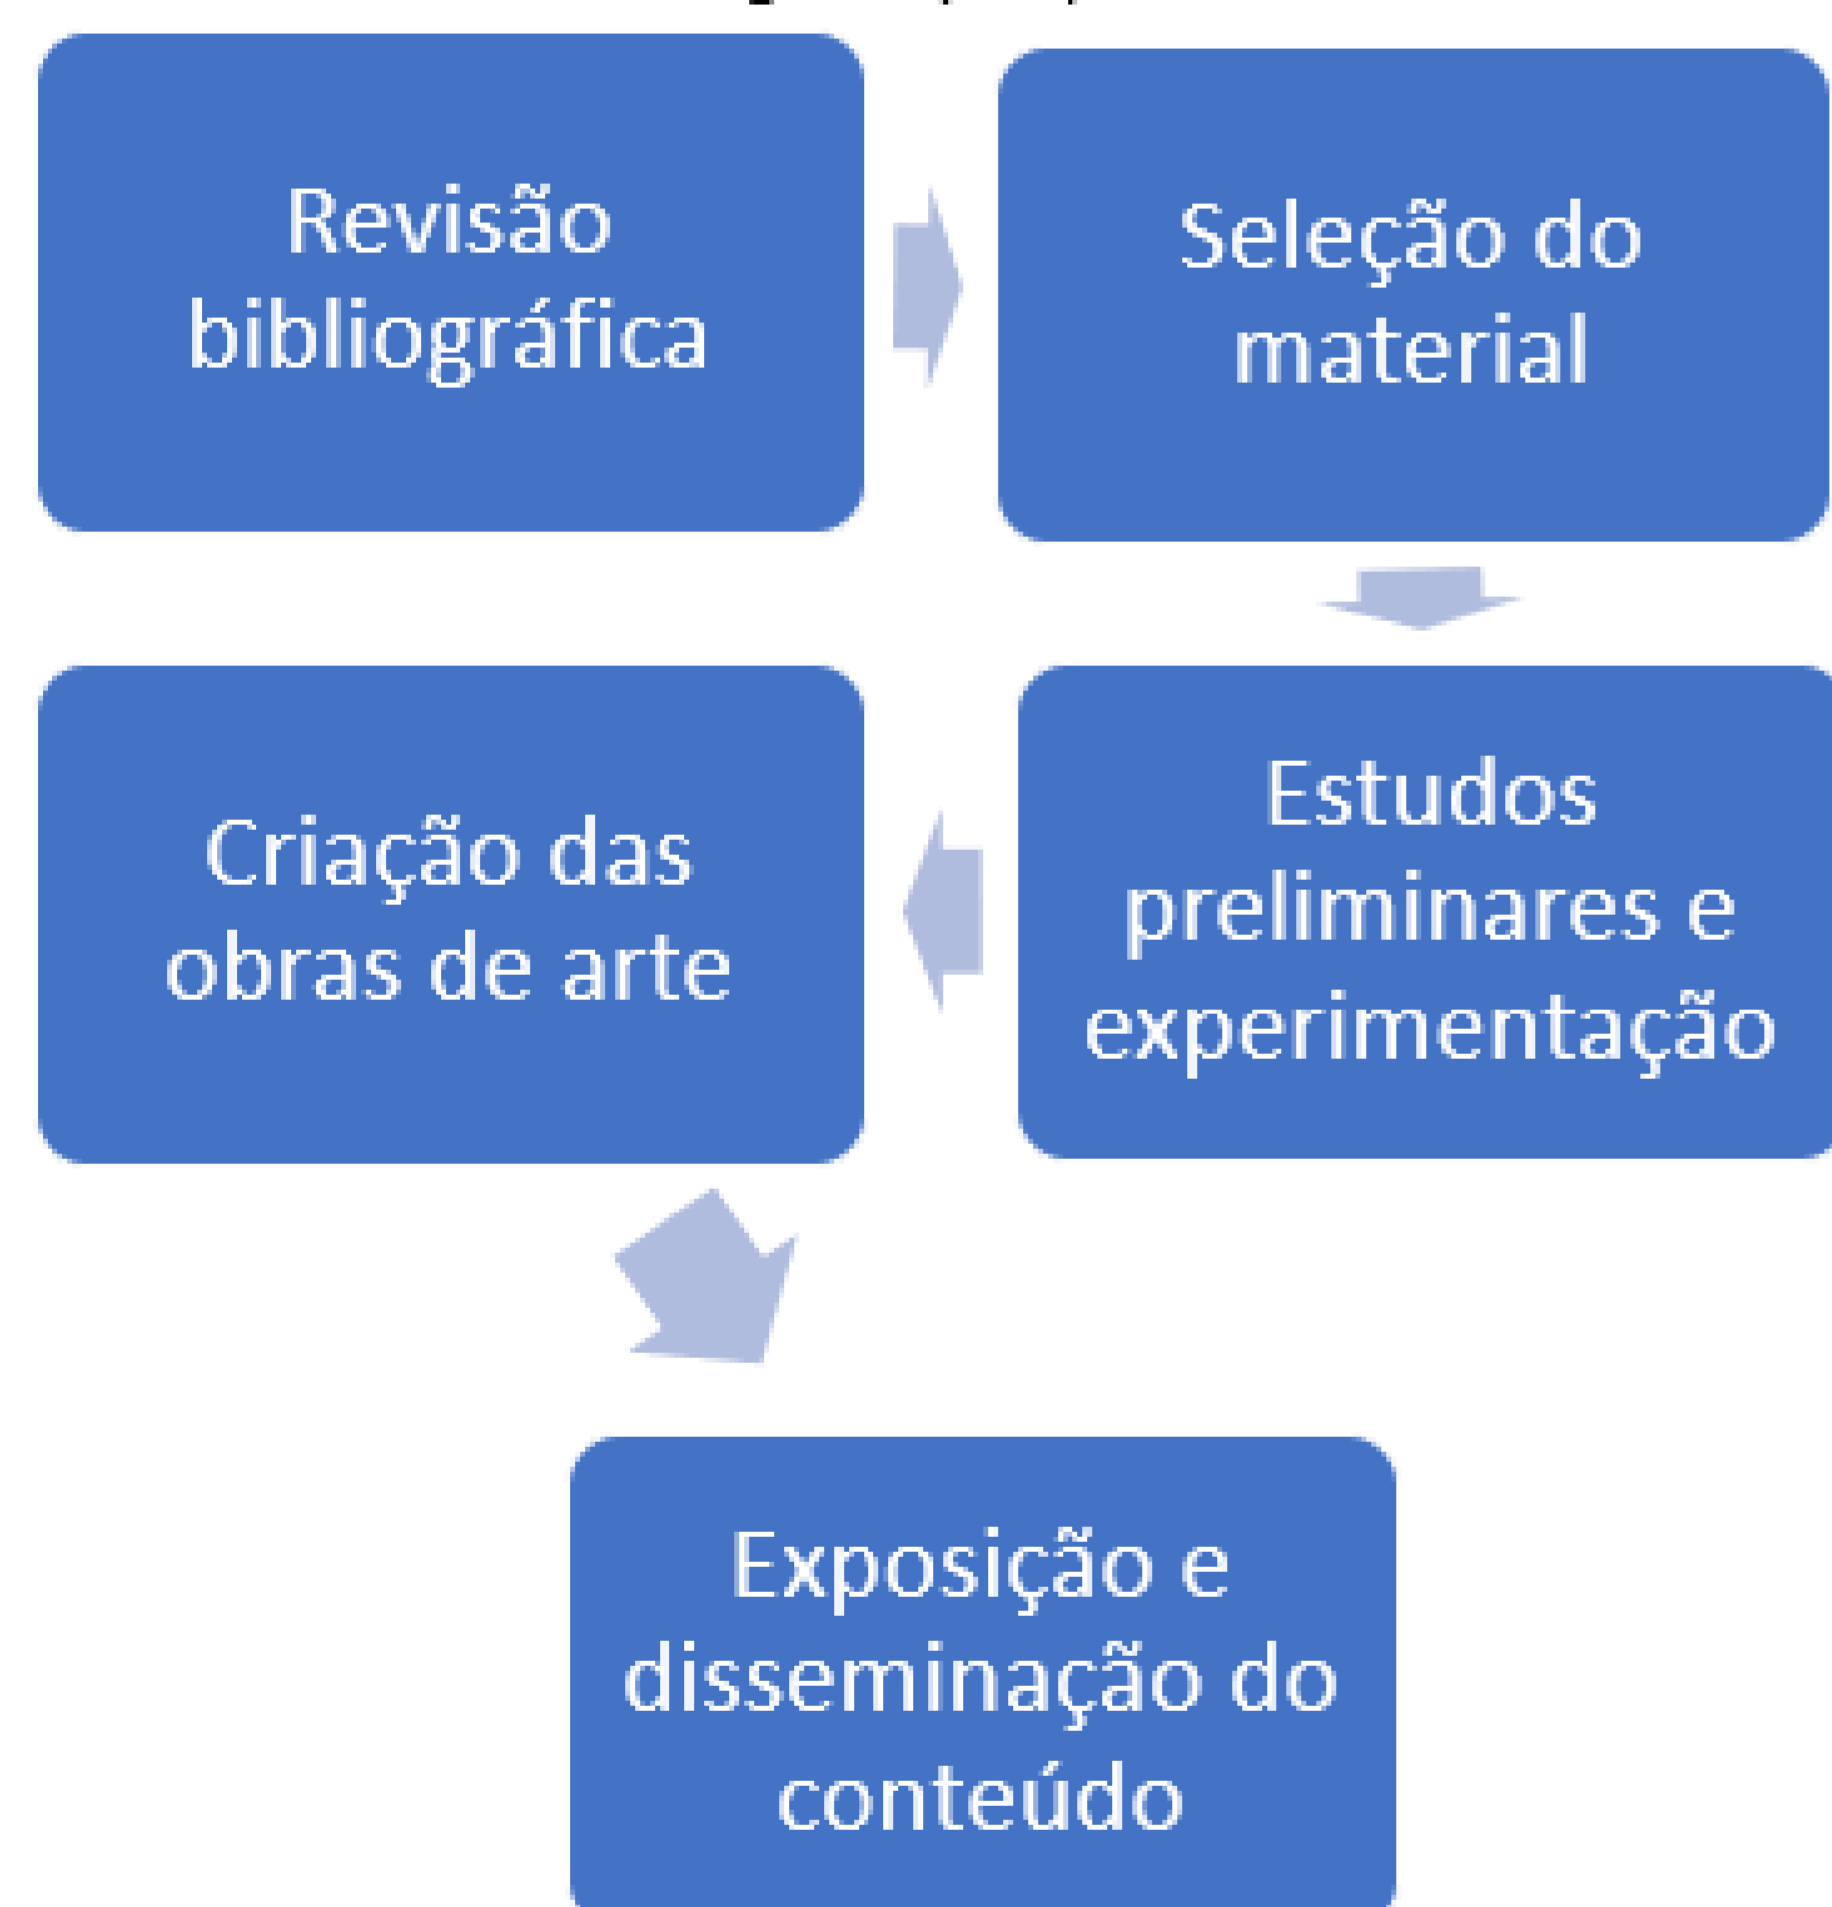 Revisão
bibliográfica
Seleção do
material
Estudos
preliminares e
experimentação
Criação das
obras de arte
Exposição e
disseminação do
conteúdo